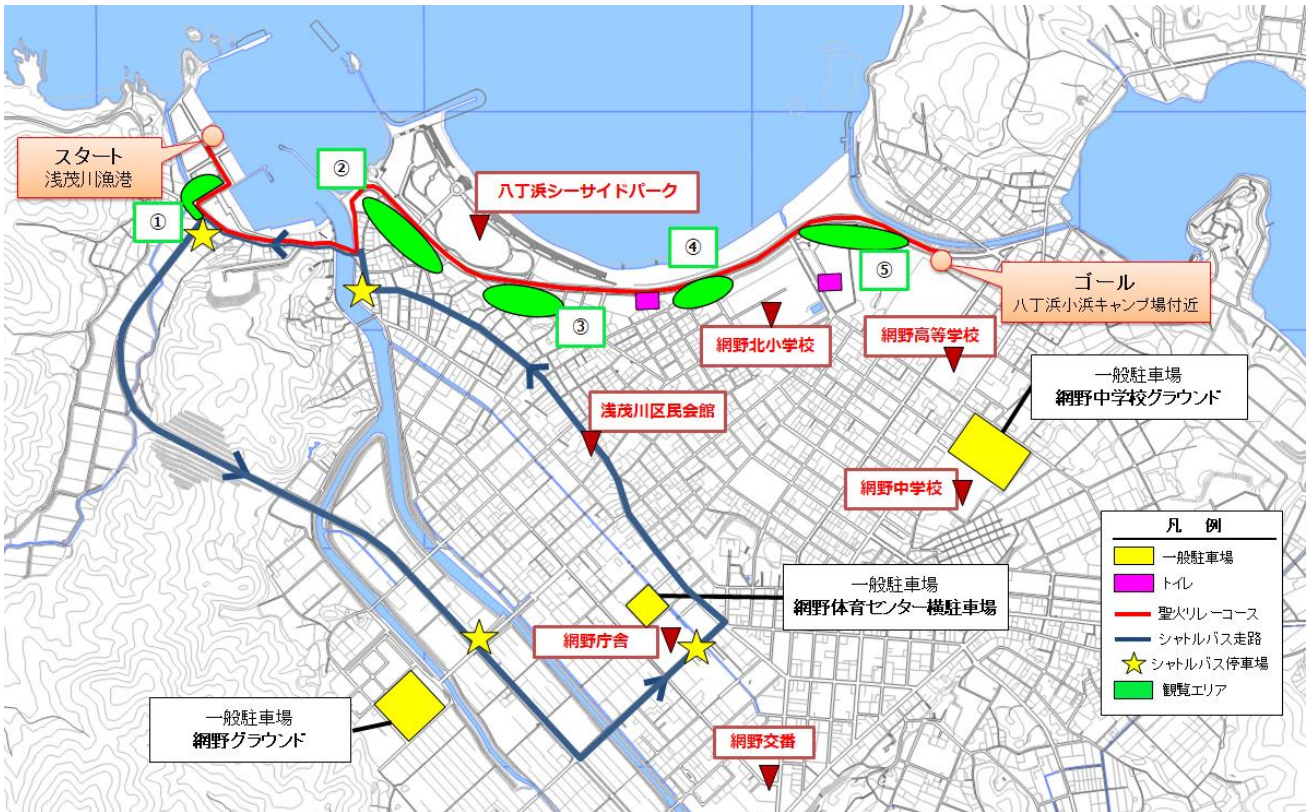 スタート
浅茂川漁港
①
②
八丁浜シーサイドパーク
③
④
⑤
ゴール
八丁浜小浜キャンプ場付近
網野北小学校
網野高等学校
一般駐車場
網野中学校グラウンド
浅茂川区民会館
網野中学校
一般駐車場
網野体育センター横駐車場
網野庁舎
一般駐車場
網野グラウンド
網野交番
凡 例
一般駐車場
トイレ
聖火リレーコース
シャトルバス走路
シャトルバス停車場
観覧エリア